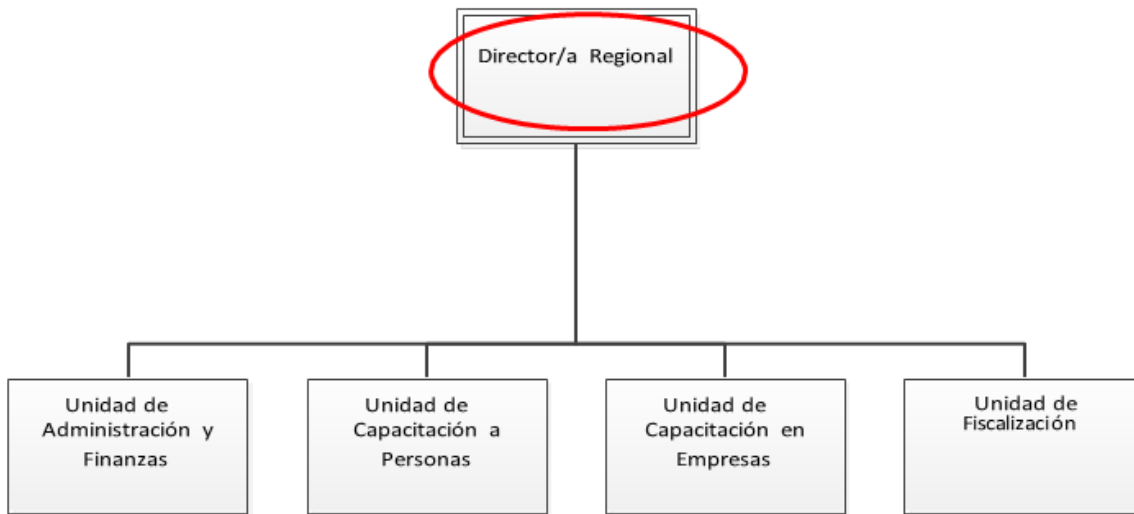 Director/a Regional
Unidad de
Administración y
Finanzas
Unidad de
Capacitación a
Personas
Unidad de
Capacitación en
Empresas
Unidad de
Fiscalización